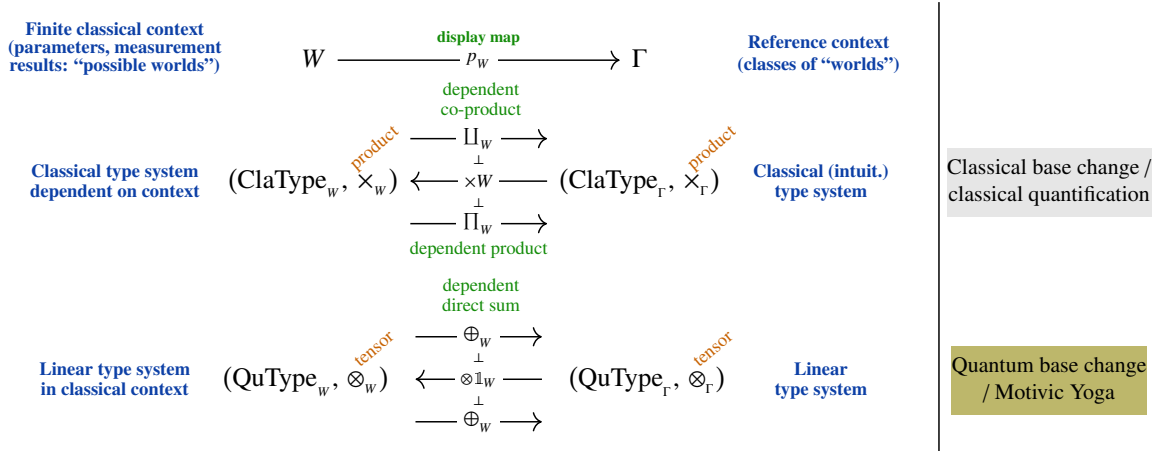 Finite classical context
(parameters, measurement
results: “possible worlds”)
W
display map
p_W
Γ
Reference context
(classes of “worlds”)
dependent
co-product
∐_W
⊥
Classical type system
dependent on context
product
(ClaType_W, ×_W)
×W
product
(ClaType_Γ, ×_Γ)
Classical (intuit.)
type system
Classical base change /
classical quantification
⊥
∏_W
dependent product
dependent
direct sum
⊕_W
⊥
Linear type system
in classical context
tensor
(QuType_W, ⊗_W)
⊗𝟙_W
tensor
(QuType_Γ, ⊗_Γ)
Linear
type system
Quantum base change
/ Motivic Yoga
⊥
⊕_W